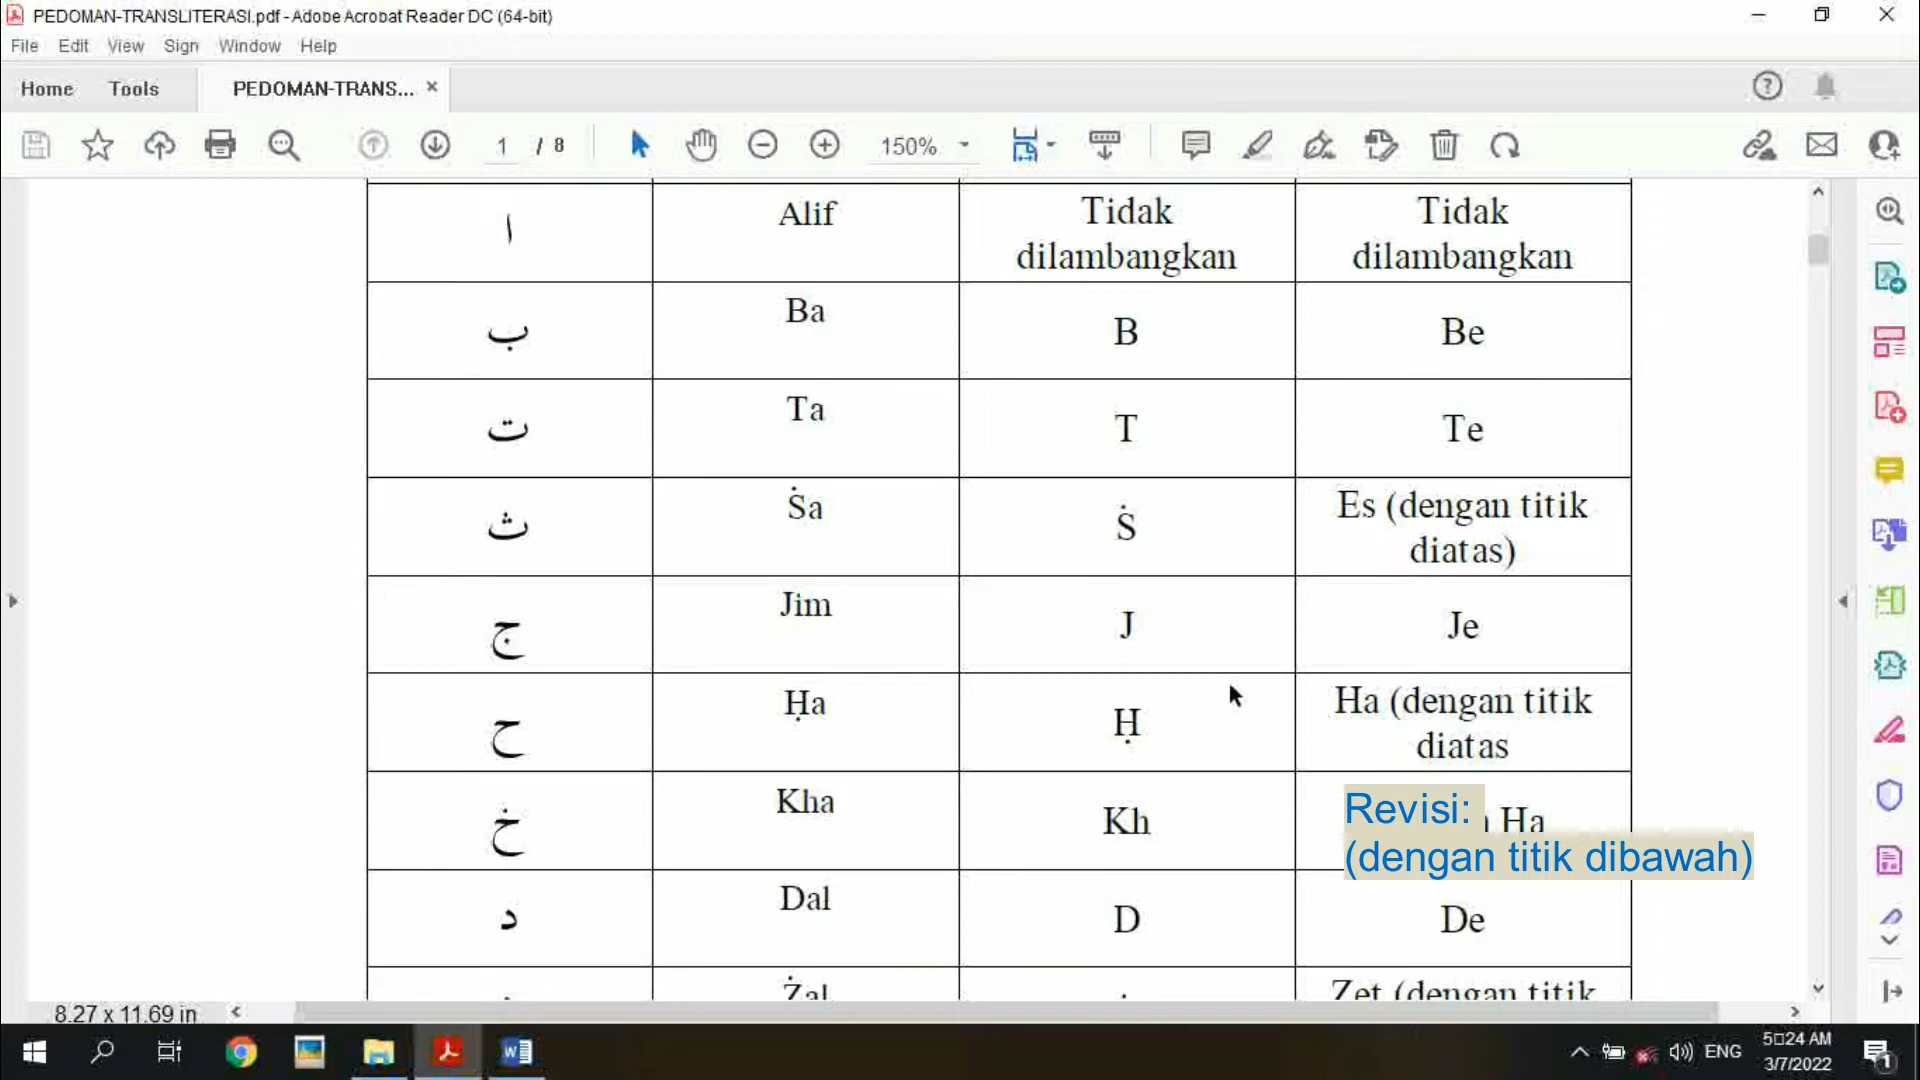 PEDOMAN-TRANSLITERASI.pdf - Adobe Acrobat Reader DC (64-bit)
File Edit View Sign Window Help
Home Tools PEDOMAN-TRANS... ×
1 / 8 150%
ا Alif Tidak dilambangkan Tidak dilambangkan
ب Ba B Be
ت Ta T Te
ث Ṡa Ṡ Es (dengan titik diatas)
ج Jim J Je
ح Ḥa Ḥ Ha (dengan titik diatas
خ Kha Kh Ha
Revisi:
(dengan titik dibawah)
د Dal D De
Żal Zet (dengan titik
8.27 x 11.69 in
ENG 5□24 AM
3/7/2022
1